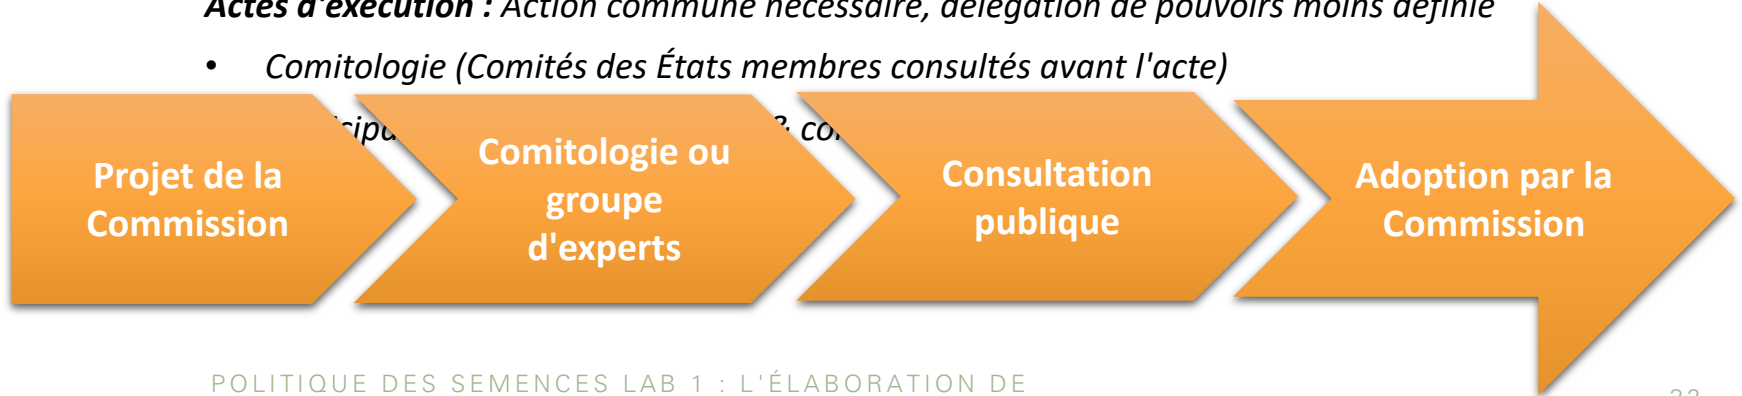 Actes d'exécution : Action commune nécessaire, délégation de pouvoirs moins définie
• Comitologie (Comités des États membres consultés avant l'acte)
Projet de la
Commission
Comitologie ou
groupe
d'experts
Consultation
publique
Adoption par la
Commission
POLITIQUE DES SEMENCES LAB 1 : L'ÉLABORATION DE